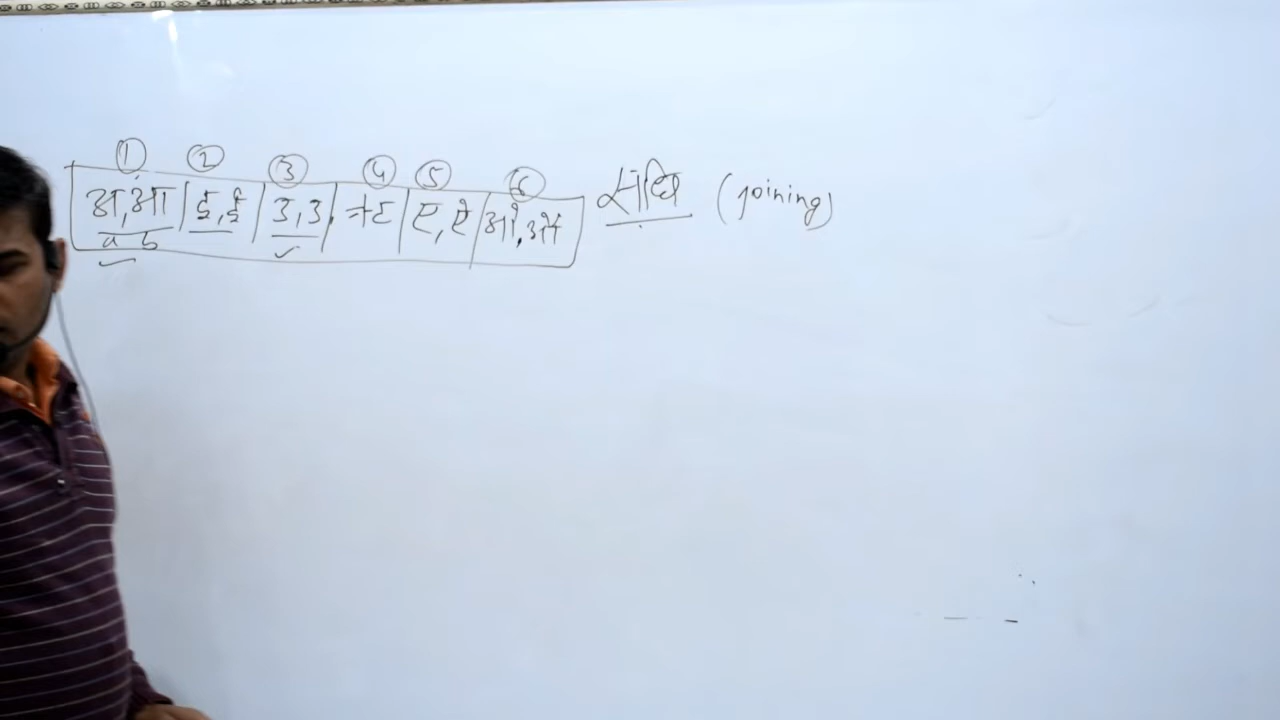 ① ② ③ ④ ⑤ ⑥
अ,आ | इ,ई | उ,ऊ | ऋ | ए,ऐ | ओ,औ संधि (joining)
a b